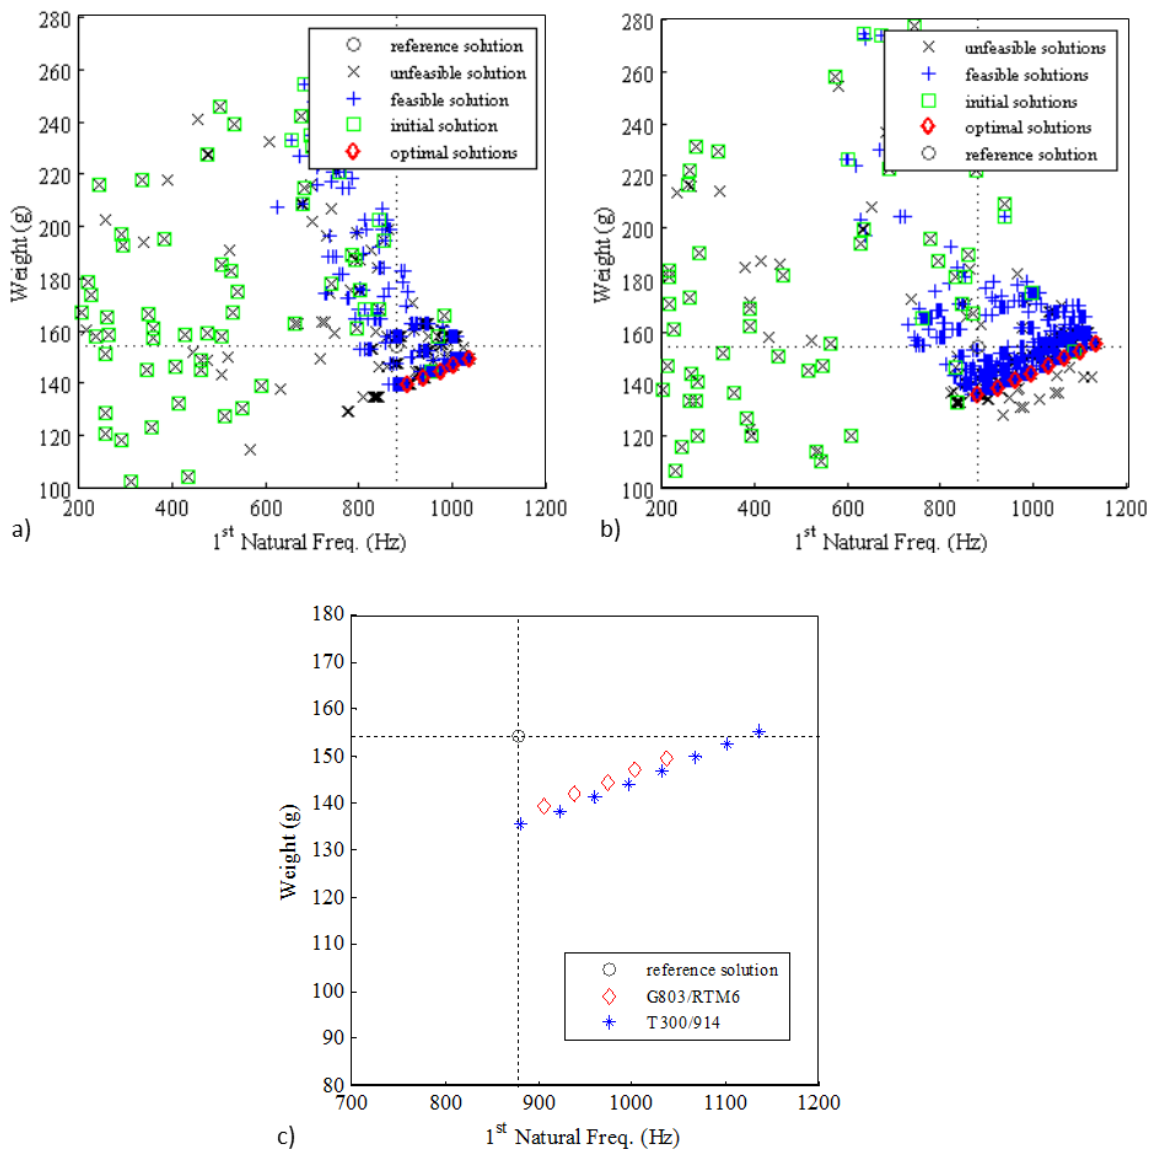 280
260
240
220
200
180
160
140
120
100
Weight (g)
reference solution
unfeasible solution
feasible solution
initial solution
optimal solutions
200 400 600 800 1000 1200
1st Natural Freq. (Hz)
a)
280
260
240
220
200
180
160
140
120
100
Weight (g)
unfeasible solutions
feasible solutions
initial solutions
optimal solutions
reference solution
200 400 600 800 1000 1200
1st Natural Freq. (Hz)
b)
180
170
160
150
140
130
120
110
100
90
80
Weight (g)
reference solution
G803/RTM6
T300/914
700 800 900 1000 1100 1200
1st Natural Freq. (Hz)
c)